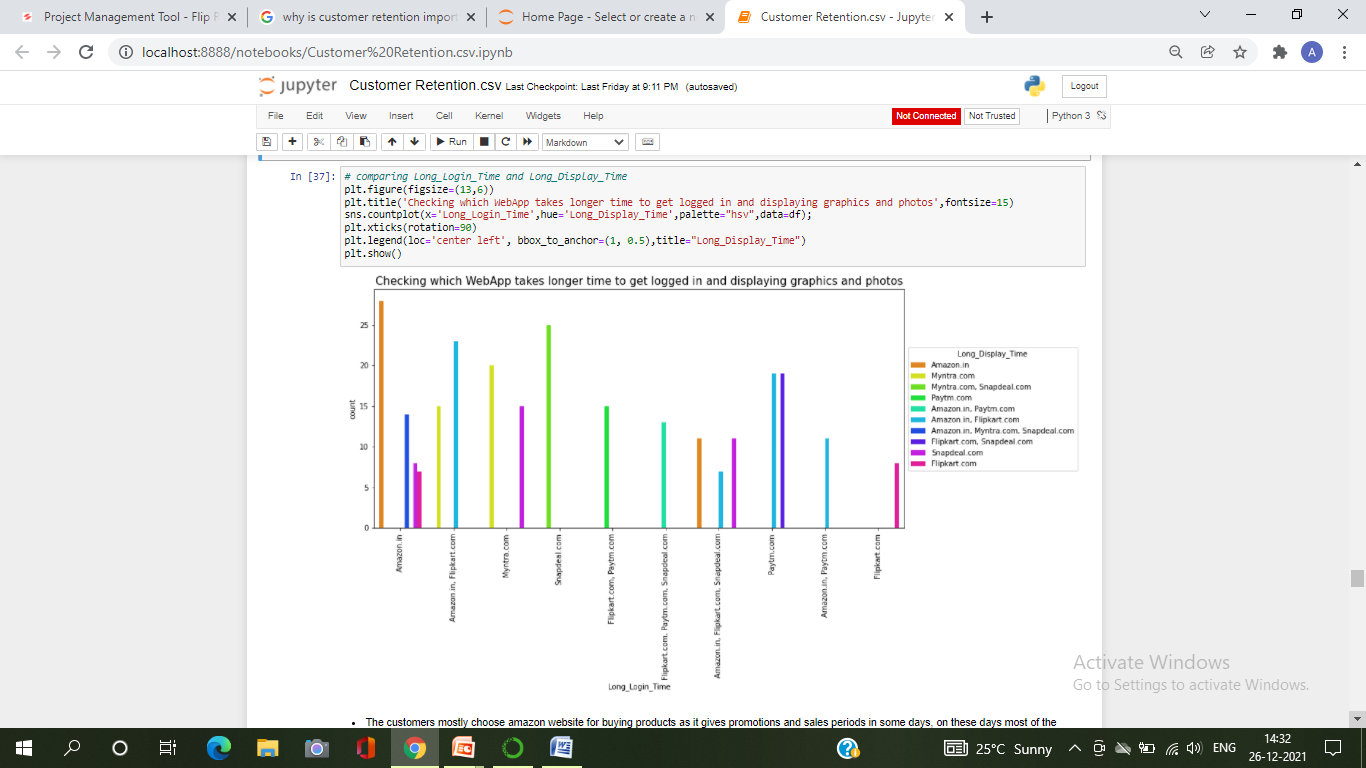 Project Management Tool - Flip R
why is customer retention import
Home Page - Select or create a n
Customer Retention.csv - Jupyter
localhost:8888/notebooks/Customer%20Retention.csv.ipynb
A
jupyter Customer Retention.csv Last Checkpoint: Last Friday at 9:11 PM (autosaved)
Logout
File Edit View Insert Cell Kernel Widgets Help
Not Connected Not Trusted Python 3
Run Markdown
In [37]: # comparing Long_Login_Time and Long_Display_Time
plt.figure(figsize=(13,6))
plt.title('Checking which WebApp takes longer time to get logged in and displaying graphics and photos',fontsize=15)
sns.countplot(x='Long_Login_Time',hue='Long_Display_Time',palette="hsv",data=df);
plt.xticks(rotation=90)
plt.legend(loc='center left', bbox_to_anchor=(1, 0.5),title="Long_Display_Time")
plt.show()
Checking which WebApp takes longer time to get logged in and displaying graphics and photos
25
20
15
10
5
0
count
Long_Display_Time
Amazon.in
Myntra.com
Myntra.com, Snapdeal.com
Paytm.com
Amazon.in, Paytm.com
Amazon.in, Flipkart.com
Amazon.in, Myntra.com, Snapdeal.com
Flipkart.com, Snapdeal.com
Snapdeal.com
Flipkart.com
Amazon.in
Amazon.in, Flipkart.com
Myntra.com
Snapdeal.com
Flipkart.com, Paytm.com
Flipkart.com, Paytm.com, Snapdeal.com
Amazon.in, Flipkart.com, Snapdeal.com
Paytm.com
Amazon.in, Paytm.com
Flipkart.com
Long_Login_Time
Activate Windows
Go to Settings to activate Windows.
• The customers mostly choose amazon website for buying products as it gives promotions and sales periods in some days, on these days most of the
25°C Sunny
ENG
14:32
26-12-2021